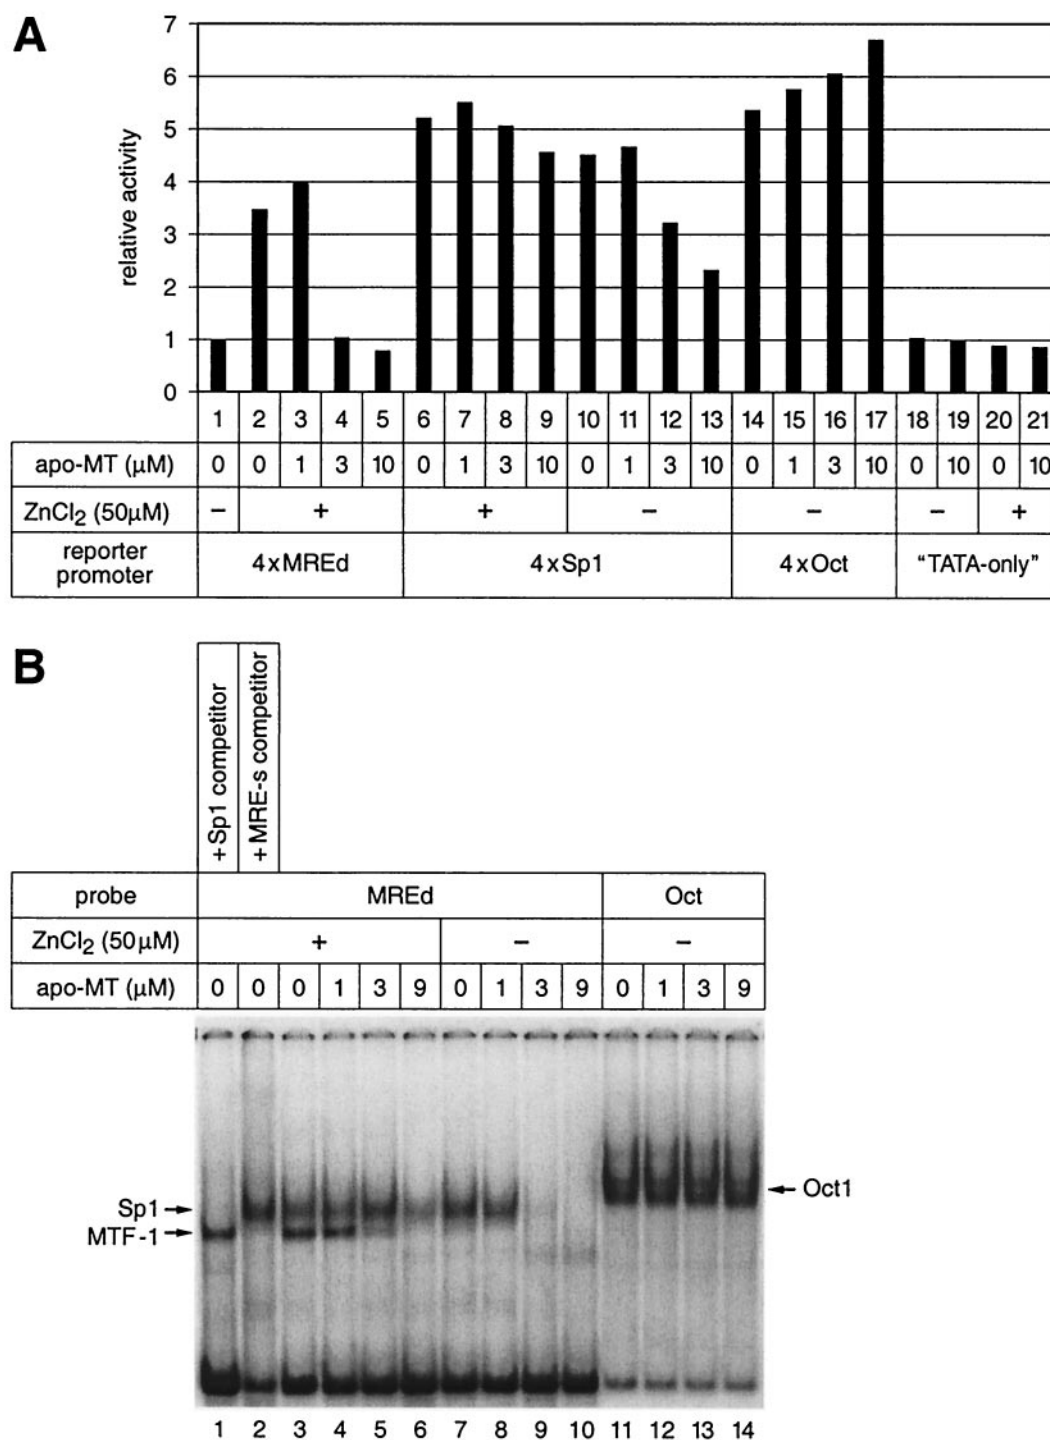 A
7
6
5
4
3
2
1
0
relative activity
1 2 3 4 5 6 7 8 9 10 11 12 13 14 15 16 17 18 19 20 21
apo-MT (µM) 0 0 1 3 10 0 1 3 10 0 1 3 10 0 1 3 10 0 10 0 10
ZnCl2 (50µM) − + + − − − +
reporter
promoter
4xMREd 4xSp1 4xOct "TATA-only"
B
+Sp1 competitor
+MRE-s competitor
probe MREd Oct
ZnCl2 (50µM) + − −
apo-MT (µM) 0 0 0 1 3 9 0 1 3 9 0 1 3 9
Sp1
MTF-1
Oct1
1 2 3 4 5 6 7 8 9 10 11 12 13 14